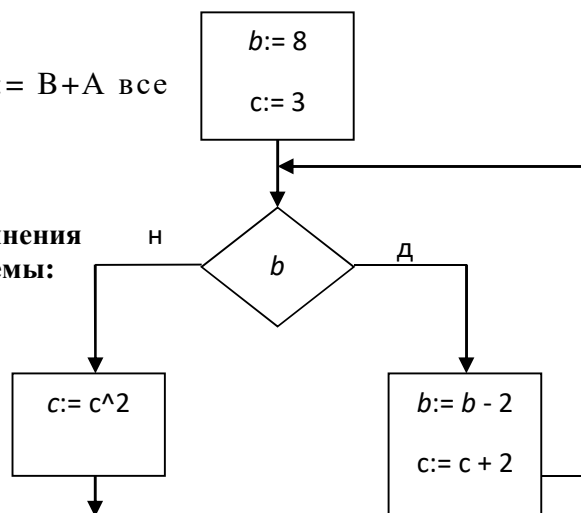 b:= 8
:= B+A все
c:= 3
нения
н
емы:
д
b
c:= c^2
b:= b - 2
c:= c + 2